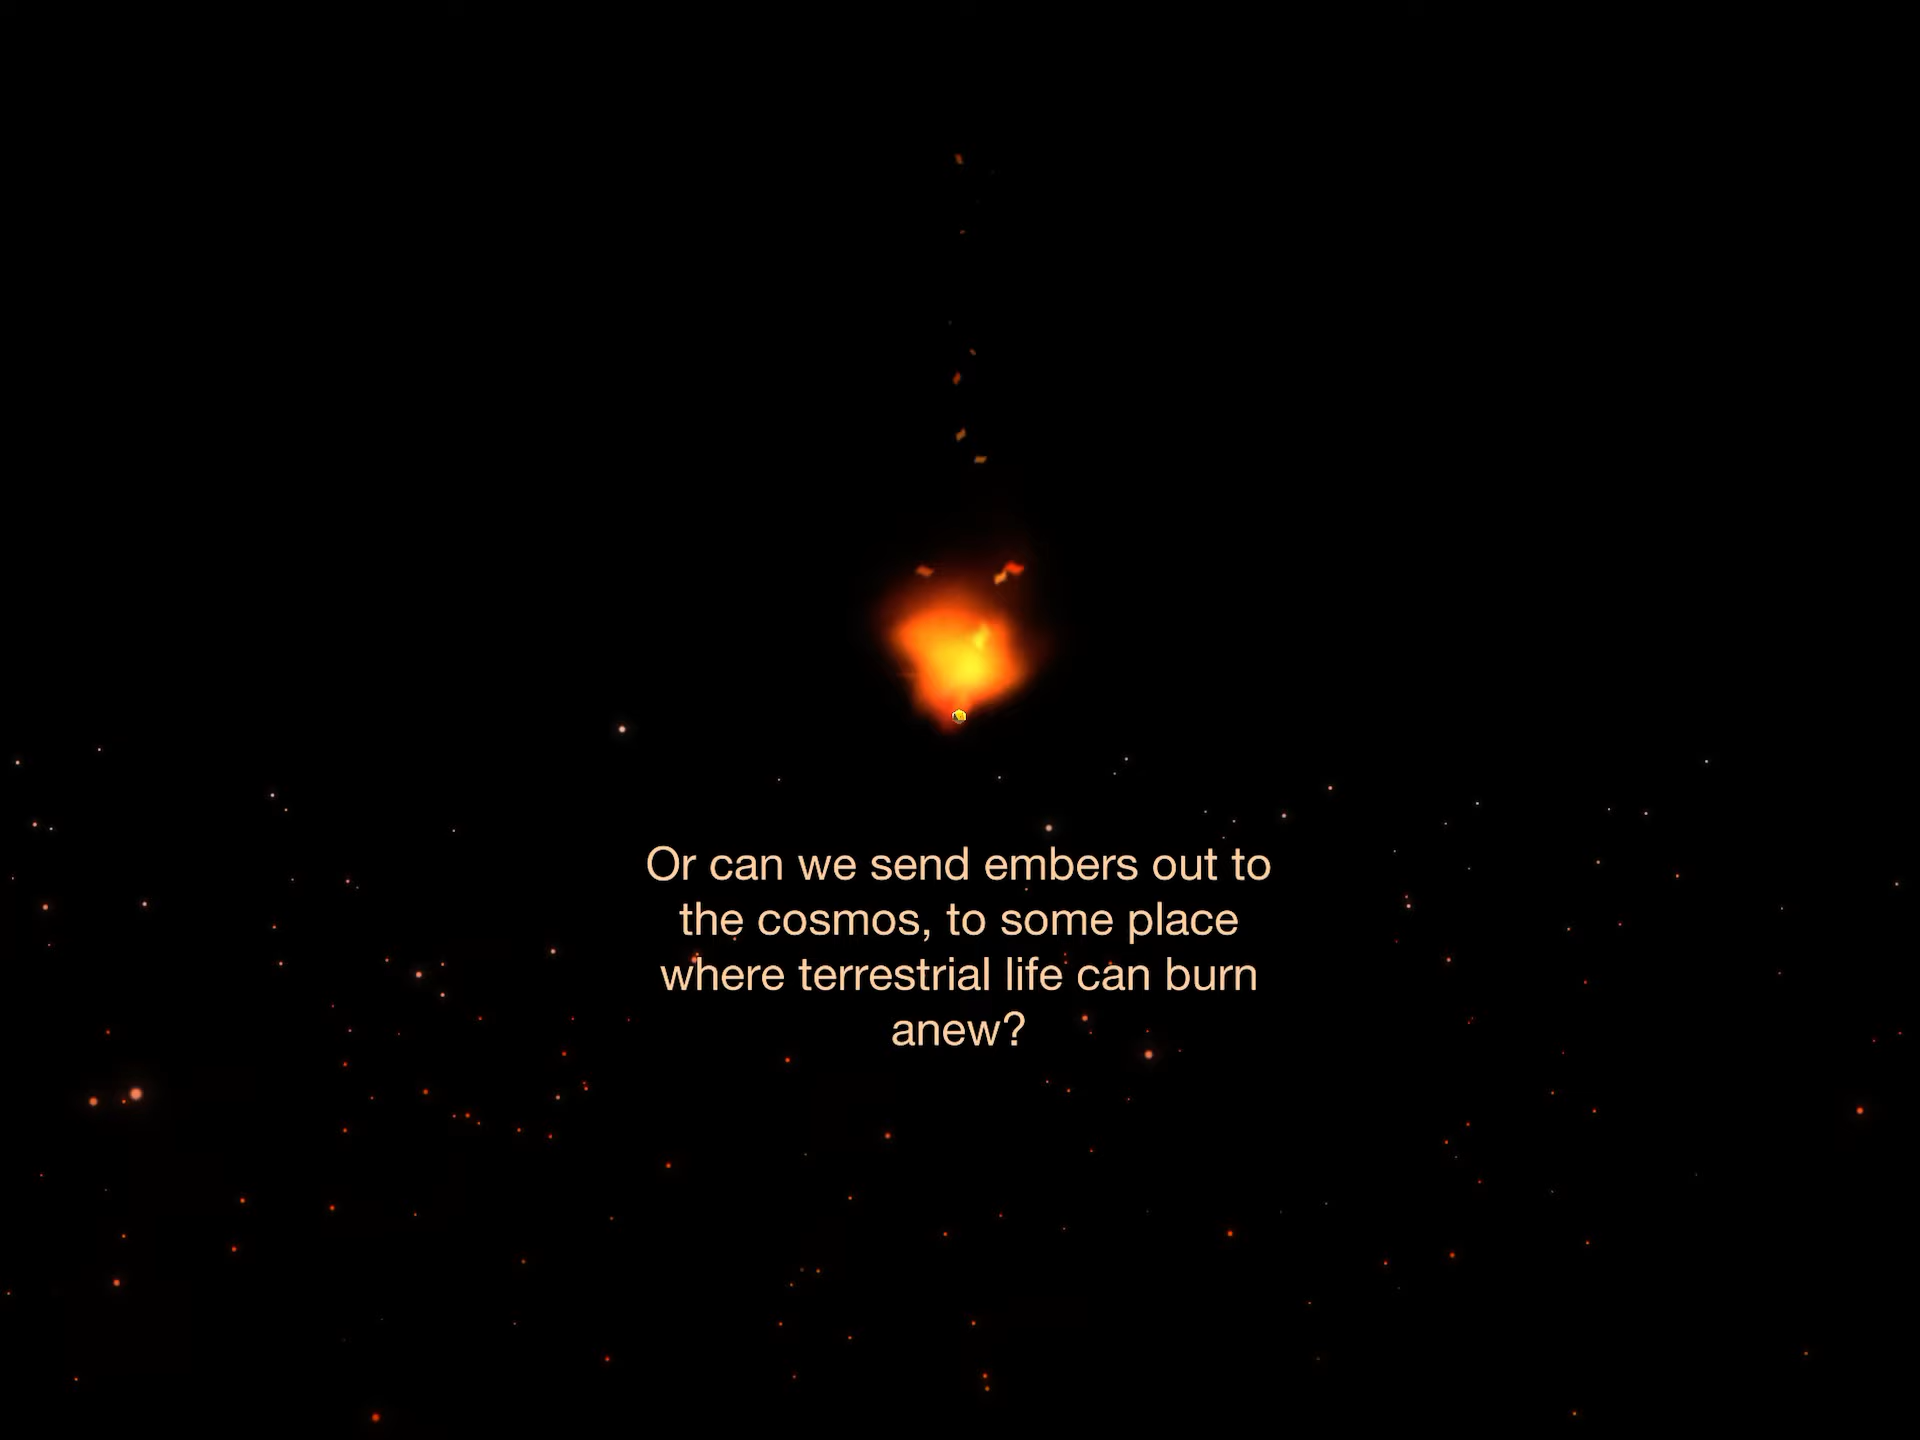 Or can we send embers out to
the cosmos, to some place
where terrestrial life can burn
anew?